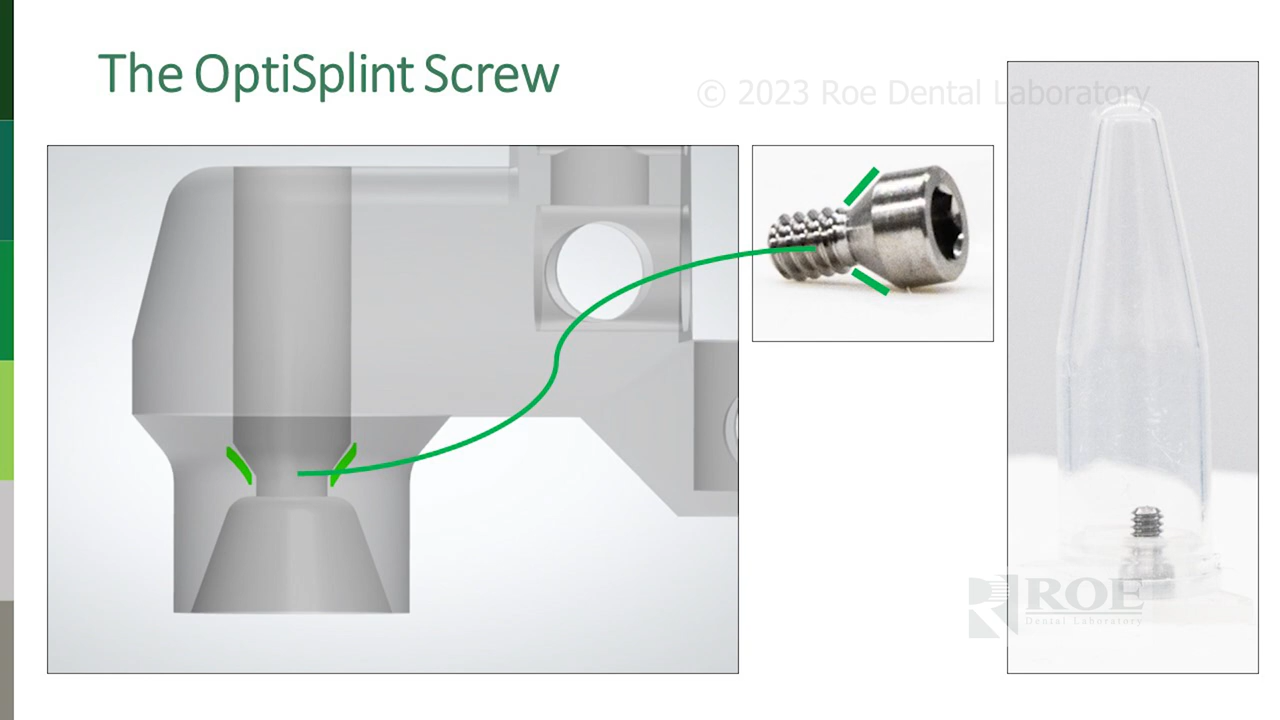 The OptiSplint Screw
© 2023 Roe Dental Laboratory
ROE
Dental Laboratory